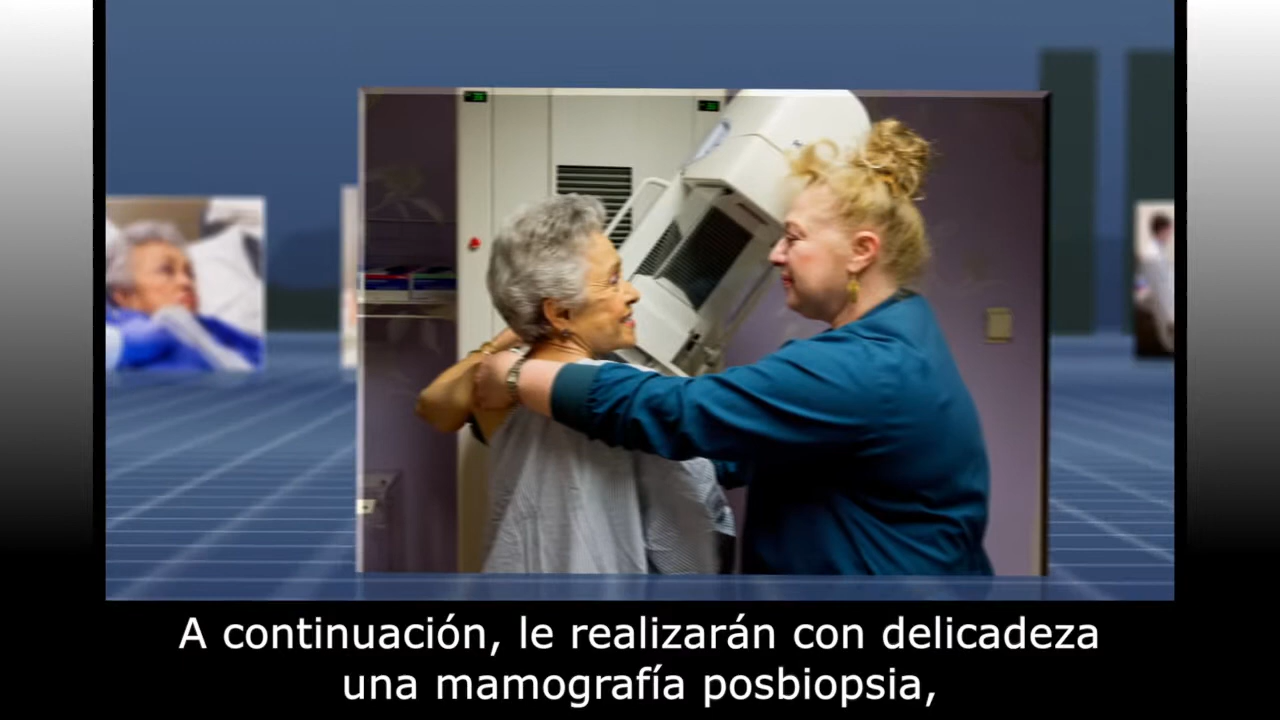 A continuación, le realizarán con delicadeza
una mamografía posbiopsia,